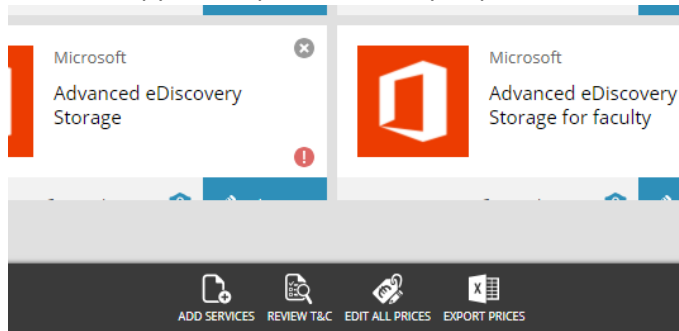 Microsoft
Advanced eDiscovery
Storage
Microsoft
Advanced eDiscovery
Storage for faculty
ADD SERVICES
REVIEW T&C
EDIT ALL PRICES
EXPORT PRICES